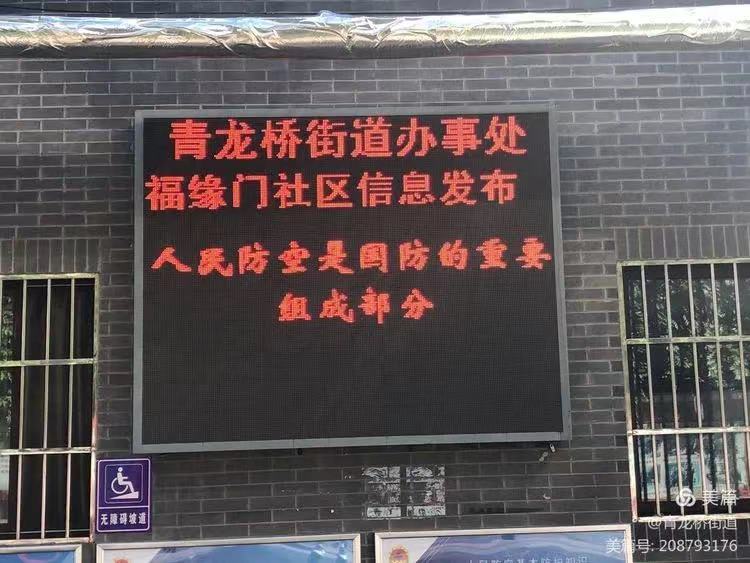 青龙桥街道办事处
福缘门社区信息发布
人民防空是国防的重要
组成部分
无障碍坡道
美篇
@青龙桥街道
美篇号: 208793176